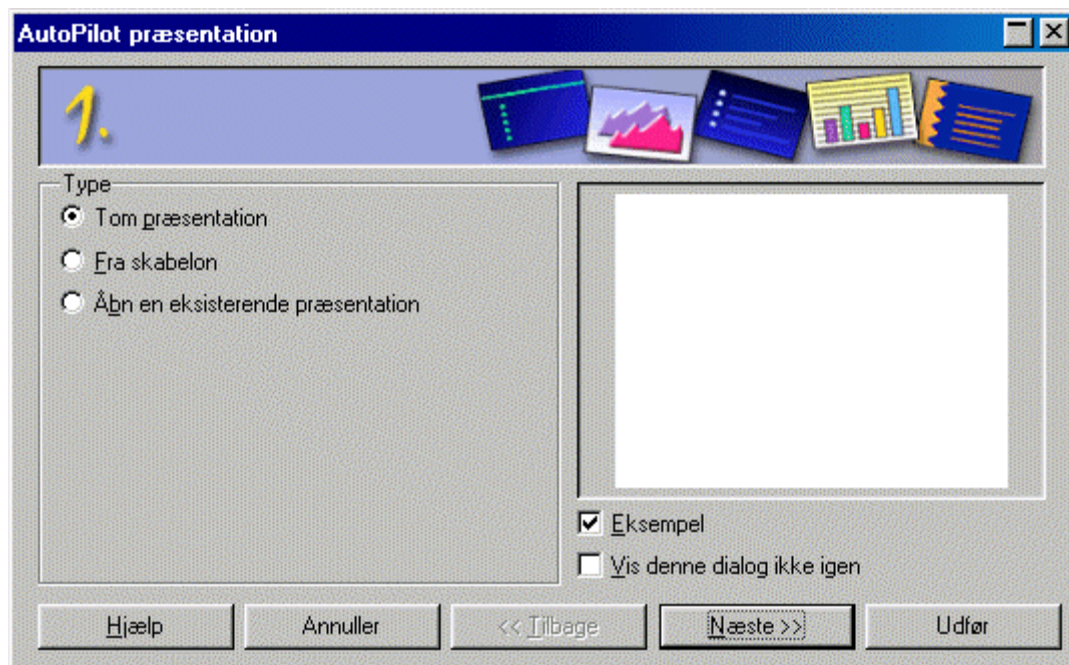 AutoPilot præsentation
1.
Type
Tom præsentation
Fra skabelon
Åbn en eksisterende præsentation
Eksempel
Vis denne dialog ikke igen
Hjælp
Annuller
<< Tilbage
Næste >>
Udfør